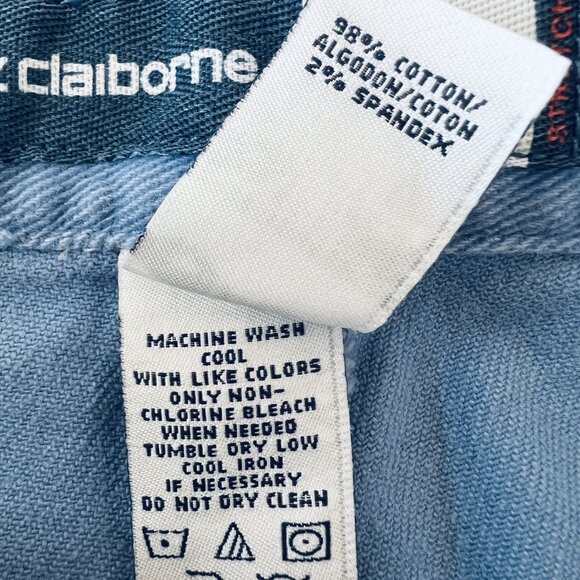 claiborne
98% COTTON/
ALGODON/COTON
2% SPANDEX
MACHINE WASH
COOL
WITH LIKE COLORS
ONLY NON-
CHLORINE BLEACH
WHEN NEEDED
TUMBLE DRY LOW
COOL IRON
IF NECESSARY
DO NOT DRY CLEAN